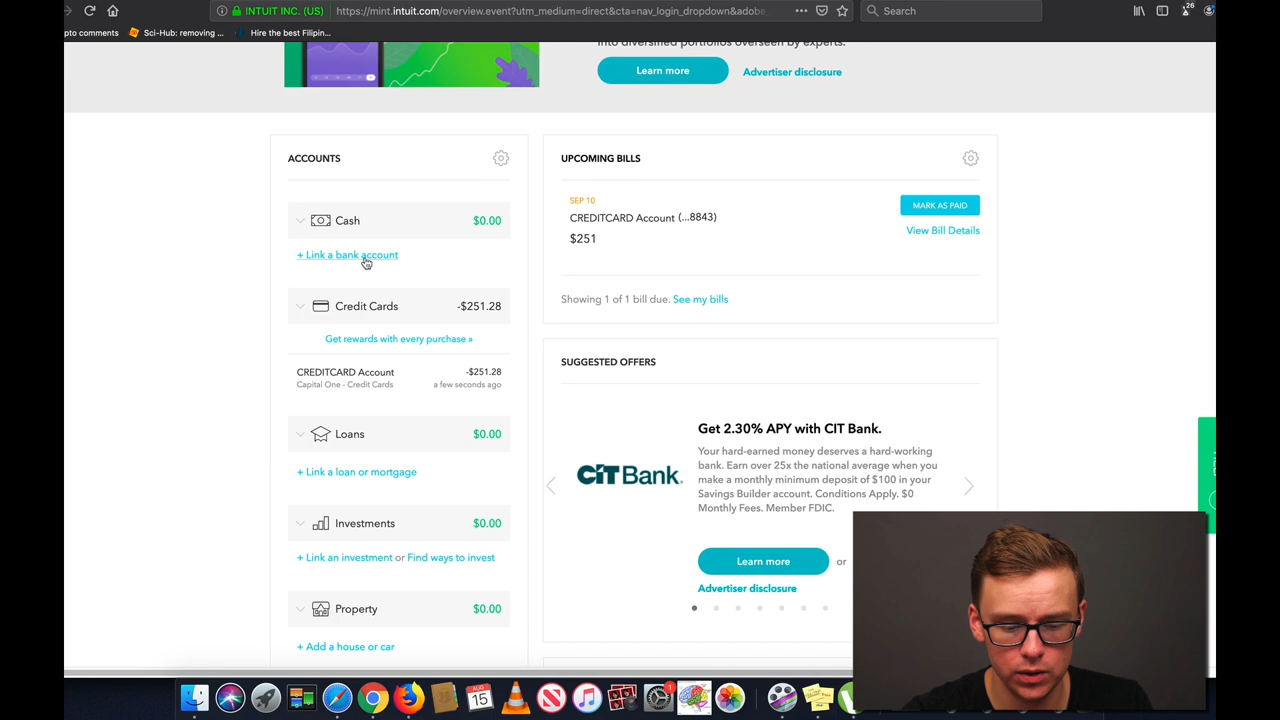 INTUIT INC. (US)
https://mint.intuit.com/overview.event?utm_medium=direct&cta=nav_login_dropdown&adobe_
Search
26
pto comments
Sci-Hub: removing ...
Hire the best Filipin...
into diversified portfolios overseen by experts.
Learn more
Advertiser disclosure
ACCOUNTS
Cash
$0.00
+ Link a bank account
Credit Cards
-$251.28
Get rewards with every purchase »
CREDITCARD Account
-$251.28
Capital One - Credit Cards
a few seconds ago
Loans
$0.00
+ Link a loan or mortgage
Investments
$0.00
+ Link an investment or Find ways to invest
Property
$0.00
+ Add a house or car
UPCOMING BILLS
SEP 10
CREDITCARD Account (...8843)
$251
MARK AS PAID
View Bill Details
Showing 1 of 1 bill due. See my bills
SUGGESTED OFFERS
CIT Bank.
Get 2.30% APY with CIT Bank.
Your hard-earned money deserves a hard-working
bank. Earn over 25x the national average when you
make a monthly minimum deposit of $100 in your
Savings Builder account. Conditions Apply. $0
Monthly Fees. Member FDIC.
Learn more
or
Advertiser disclosure
AUG
15
1